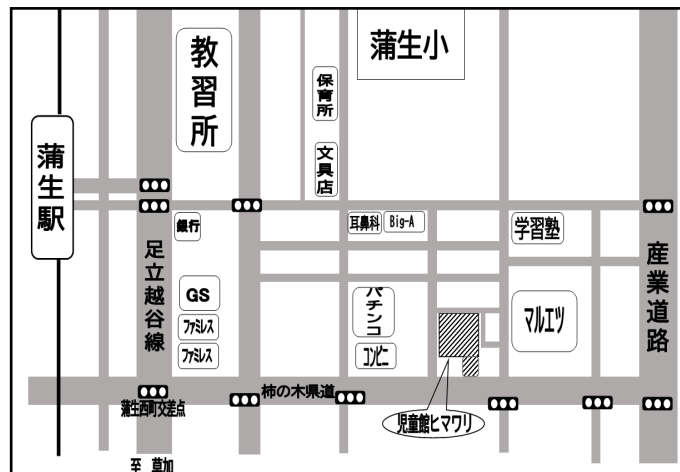 蒲生小
教習所
保育所
文具店
蒲生駅
銀行
耳鼻科
Big-A
学習塾
足立越谷線
産業道路
GS
ファミレス
ファミレス
パチンコ
コンビニ
マルエツ
柿の木県道
蒲生西町交差点
児童館ヒマワリ
至 草加